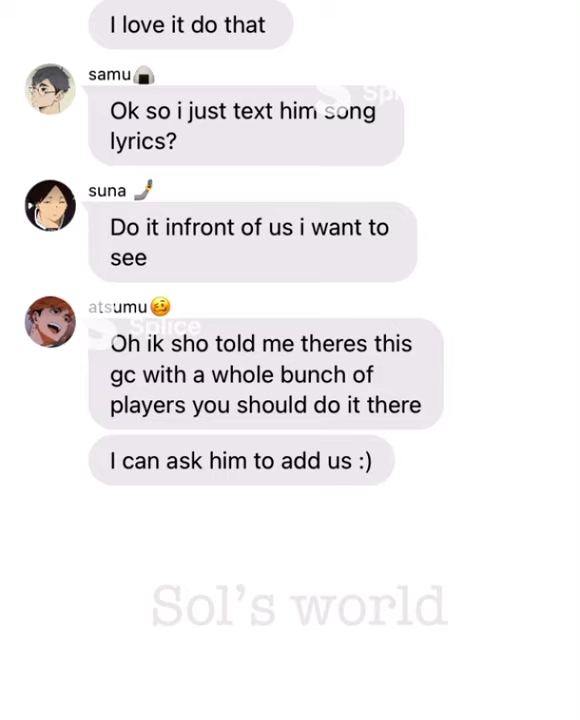 I love it do that
samu🍙
Splice
Ok so i just text him song
lyrics?
suna 🤳
Do it infront of us i want to
see
atsumu🥴
Splice
Oh ik sho told me theres this
gc with a whole bunch of
players you should do it there
I can ask him to add us :)
Sol's world